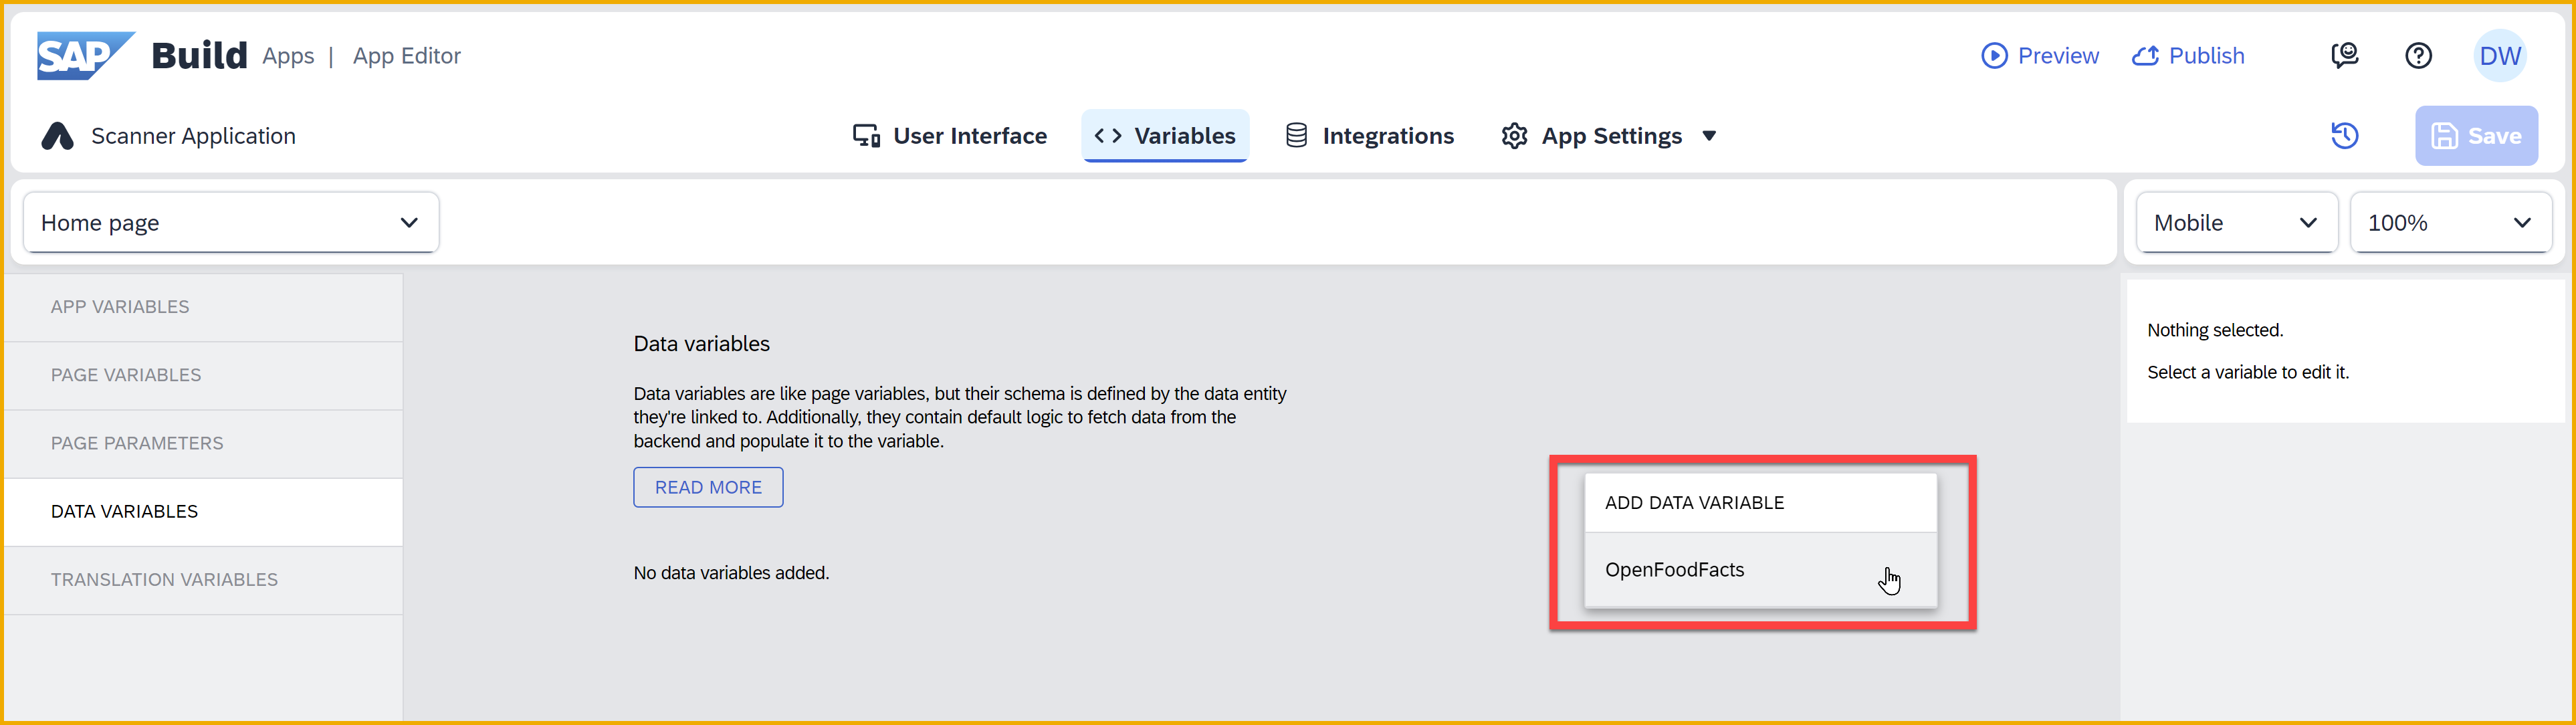 SAP Build Apps | App Editor
Preview Publish DW
Scanner Application
User Interface Variables Integrations App Settings
Save
Home page
Mobile 100%
APP VARIABLES
PAGE VARIABLES
PAGE PARAMETERS
DATA VARIABLES
TRANSLATION VARIABLES
Data variables
Data variables are like page variables, but their schema is defined by the data entity
they're linked to. Additionally, they contain default logic to fetch data from the
backend and populate it to the variable.
READ MORE
No data variables added.
ADD DATA VARIABLE
OpenFoodFacts
Nothing selected.
Select a variable to edit it.